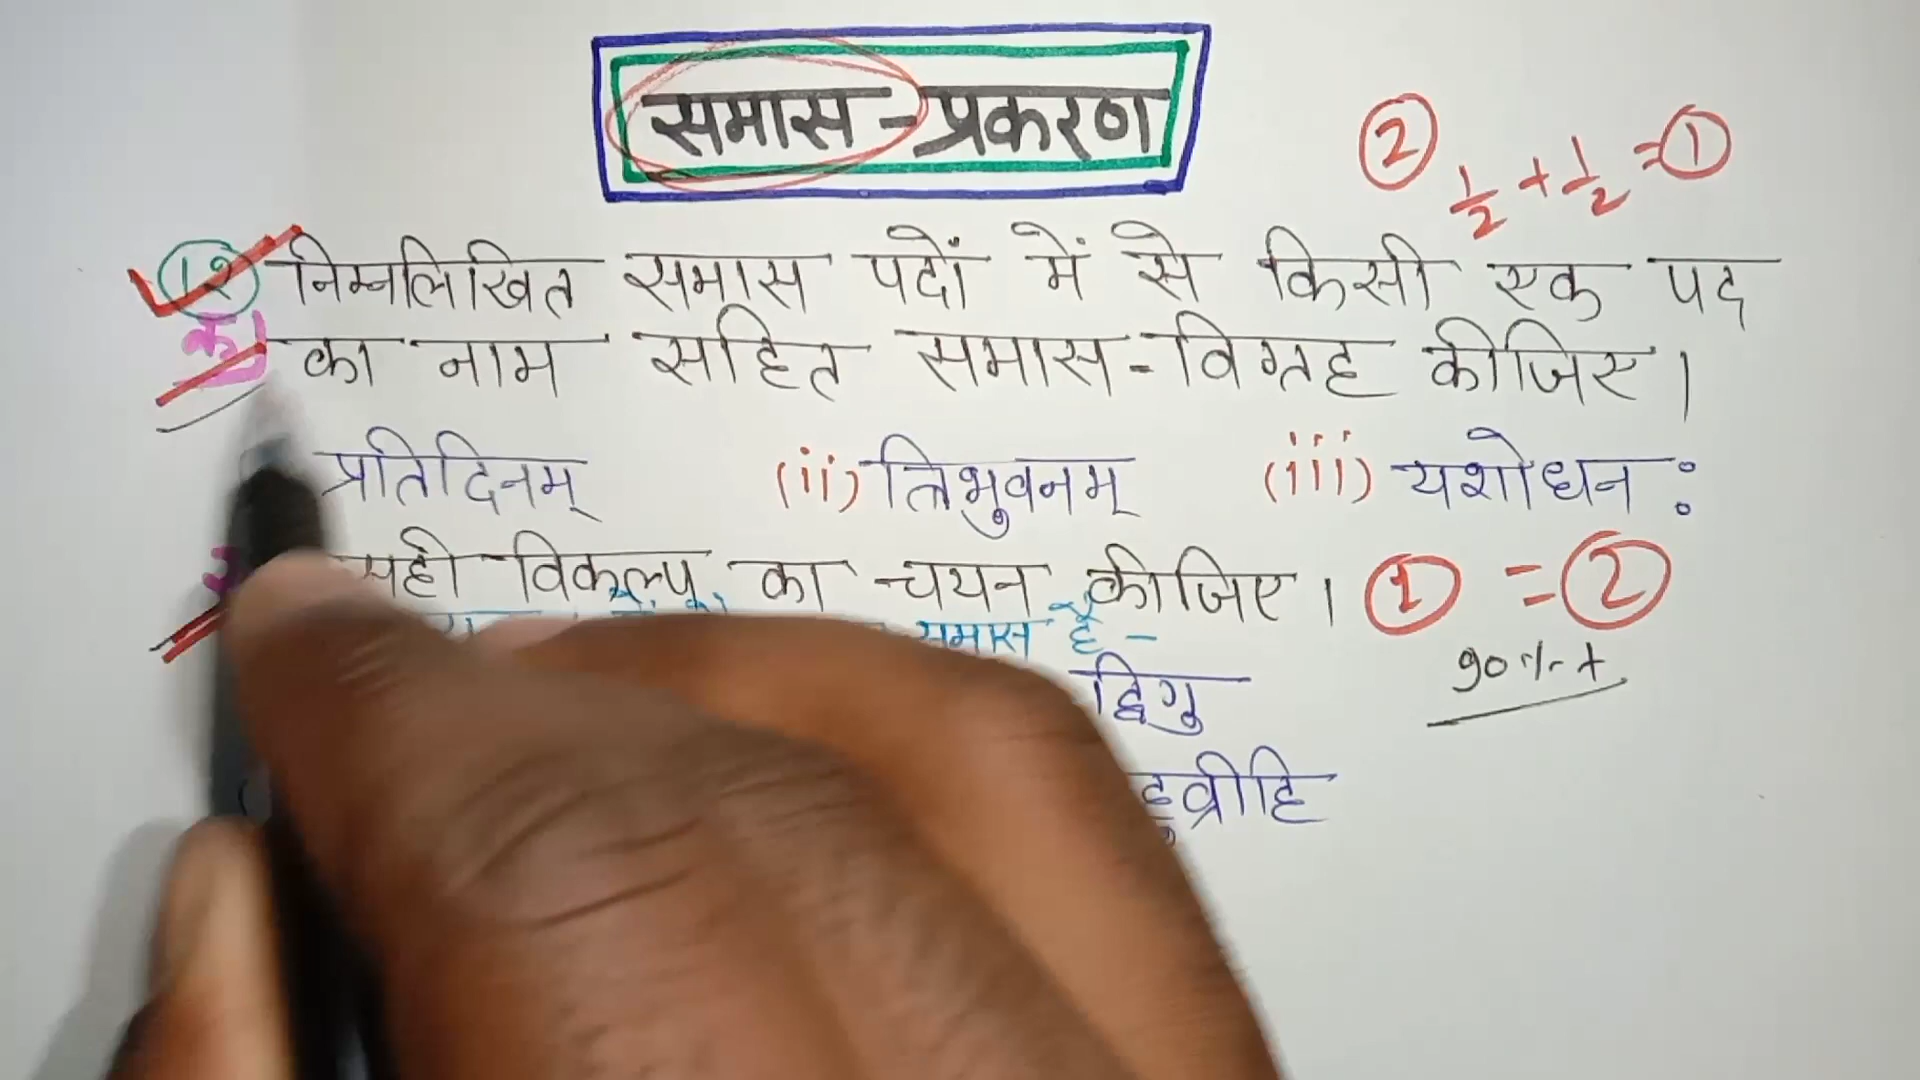 समास - प्रकरण
② 1/2 + 1/2 = ①
१२ निम्नलिखित समास पदों में से किसी एक पद
क) का नाम सहित समास-विग्रह कीजिए।
प्रतिदिनम् (ii) त्रिभुवनम् (iii) यशोधन:
सही विकल्प का चयन कीजिए। ① = ②
समास है -
90%+
द्विगु
हुव्रीहि